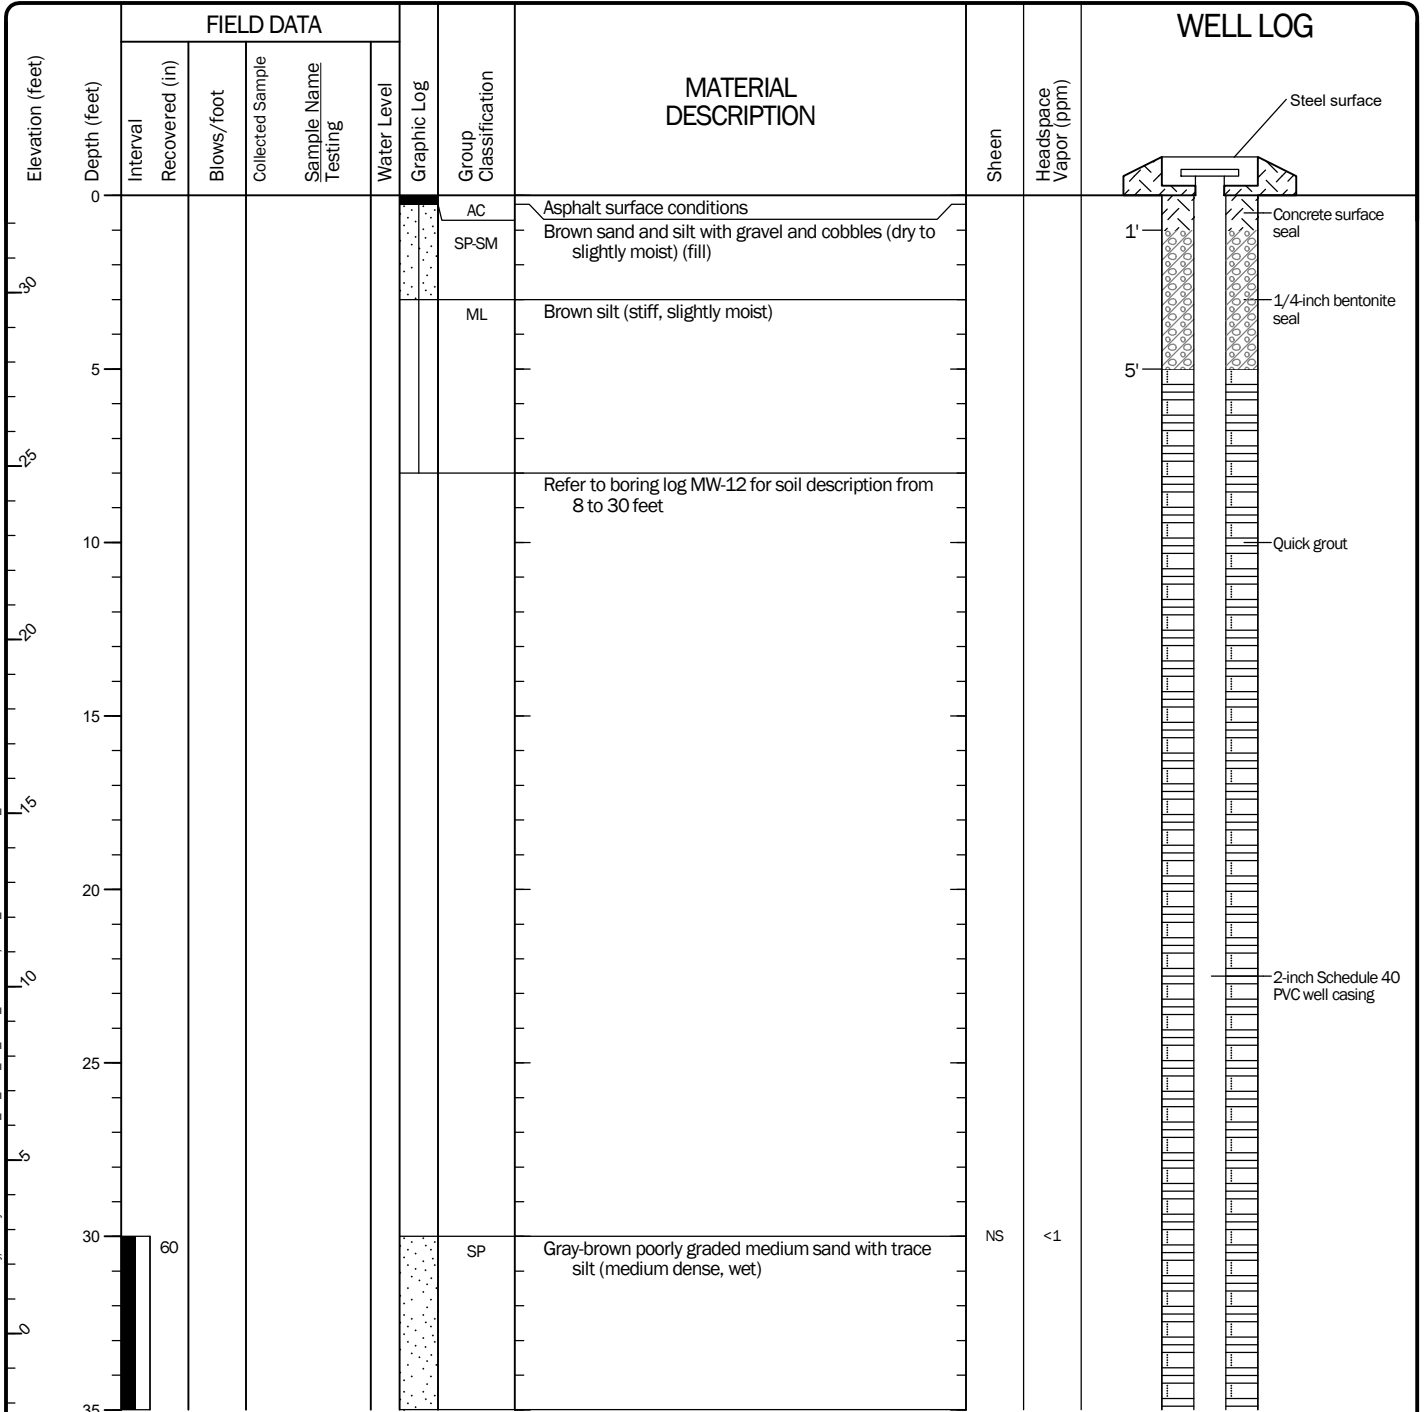 FIELD DATA
WELL LOG
Elevation (feet)
Depth (feet)
Interval
Recovered (in)
Blows/foot
Collected Sample
Sample Name
Testing
Water Level
Graphic Log
Group
Classification
MATERIAL
DESCRIPTION
Sheen
Headspace
Vapor (ppm)
Steel surface
0
AC
Asphalt surface conditions
Concrete surface
seal
1'
SP-SM
Brown sand and silt with gravel and cobbles (dry to
slightly moist) (fill)
30
1/4-inch bentonite
seal
ML
Brown silt (stiff, slightly moist)
5
5'
25
Refer to boring log MW-12 for soil description from
8 to 30 feet
10
Quick grout
20
15
15
20
10
2-inch Schedule 40
PVC well casing
25
5
30
60
SP
Gray-brown poorly graded medium sand with trace
silt (medium dense, wet)
NS
<1
0
35